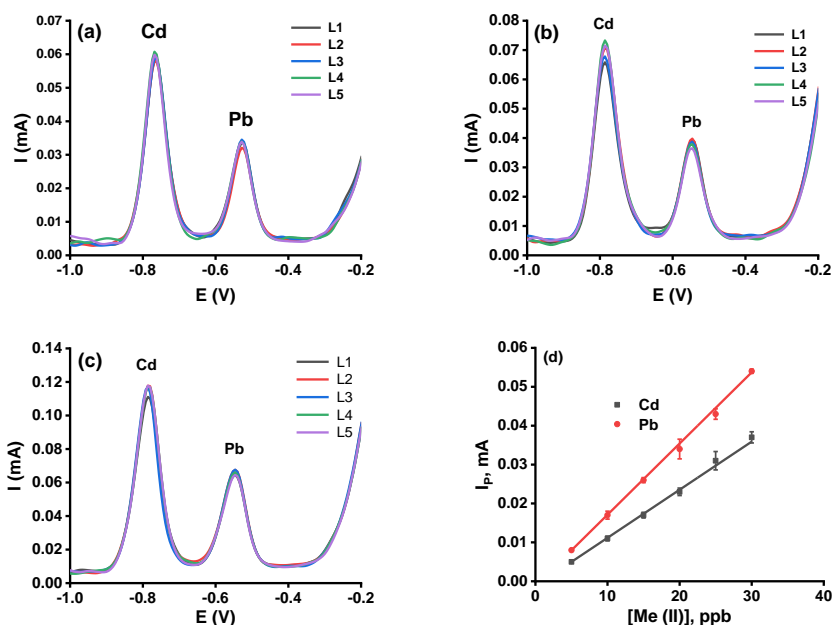 (a)
Cd
Pb
L1
L2
L3
L4
L5
0.07
0.06
0.05
0.04
0.03
0.02
0.01
0.00
I (mA)
-1.0 -0.8 -0.6 -0.4 -0.2
E (V)
(b)
Cd
Pb
L1
L2
L3
L4
L5
0.08
0.07
0.06
0.05
0.04
0.03
0.02
0.01
0.00
I (mA)
-1.0 -0.8 -0.6 -0.4 -0.2
E (V)
(c)
Cd
Pb
L1
L2
L3
L4
L5
0.14
0.12
0.10
0.08
0.06
0.04
0.02
0.00
I (mA)
-1.0 -0.8 -0.6 -0.4 -0.2
E (V)
(d)
Cd
Pb
0.06
0.05
0.04
0.03
0.02
0.01
0.00
IP, mA
0 10 20 30 40
[Me (II)], ppb